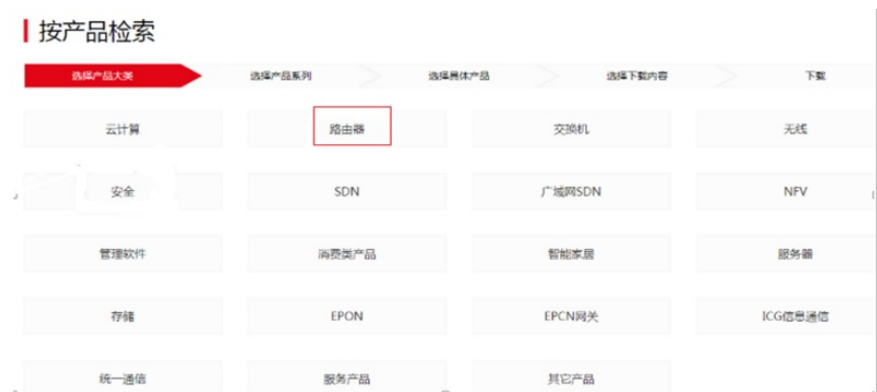 按产品检索
选择产品大类 选择产品系列 选择具体产品 选择下载内容 下载
云计算 路由器 交换机 无线
安全 SDN 广域网SDN NFV
管理软件 消费类产品 智能家居 服务器
存储 EPON EPCN网关 ICG信息通信
统一通信 服务产品 其它产品